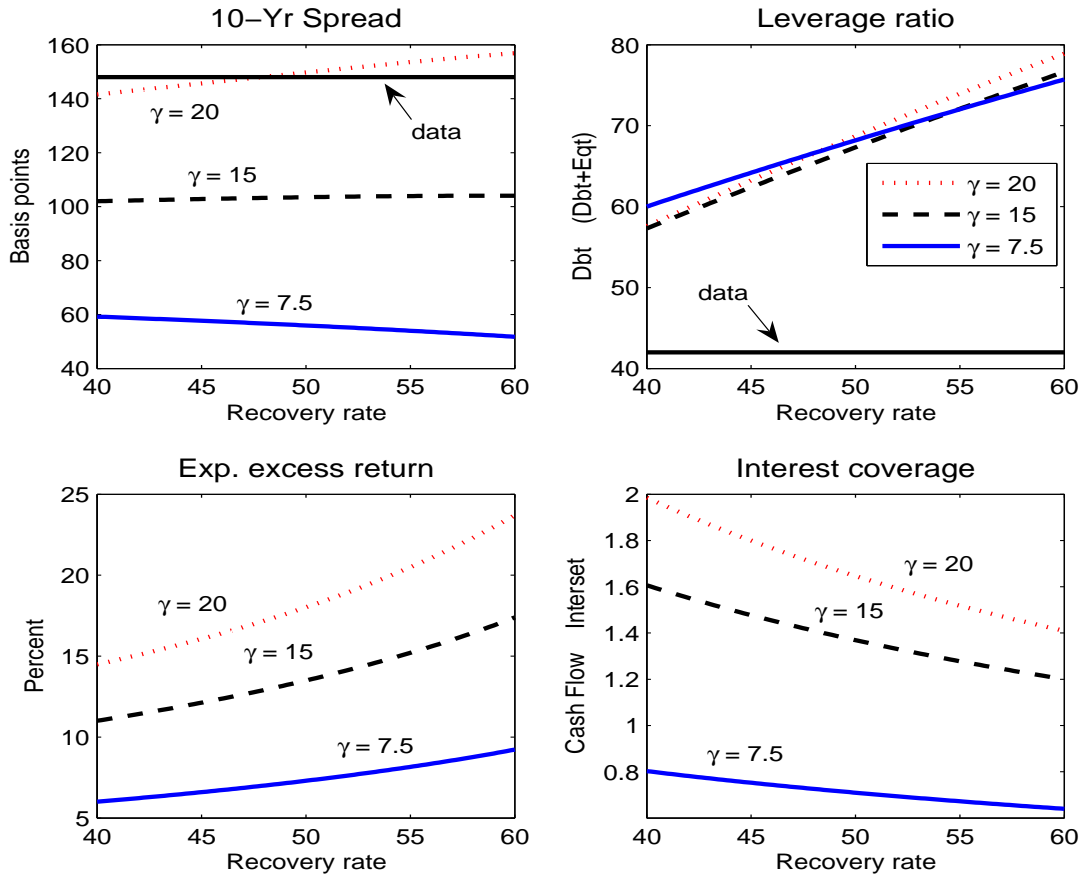 10−Yr Spread
Basis points
160
140
120
100
80
60
40
γ = 20
data
γ = 15
γ = 7.5
40 45 50 55 60
Recovery rate
Leverage ratio
Dbt (Dbt+Eqt)
80
70
60
50
40
γ = 20
γ = 15
γ = 7.5
data
40 45 50 55 60
Recovery rate
Exp. excess return
Percent
25
20
15
10
5
γ = 20
γ = 15
γ = 7.5
40 45 50 55 60
Recovery rate
Interest coverage
Cash Flow Interset
2
1.8
1.6
1.4
1.2
1
0.8
γ = 20
γ = 15
γ = 7.5
40 45 50 55 60
Recovery rate